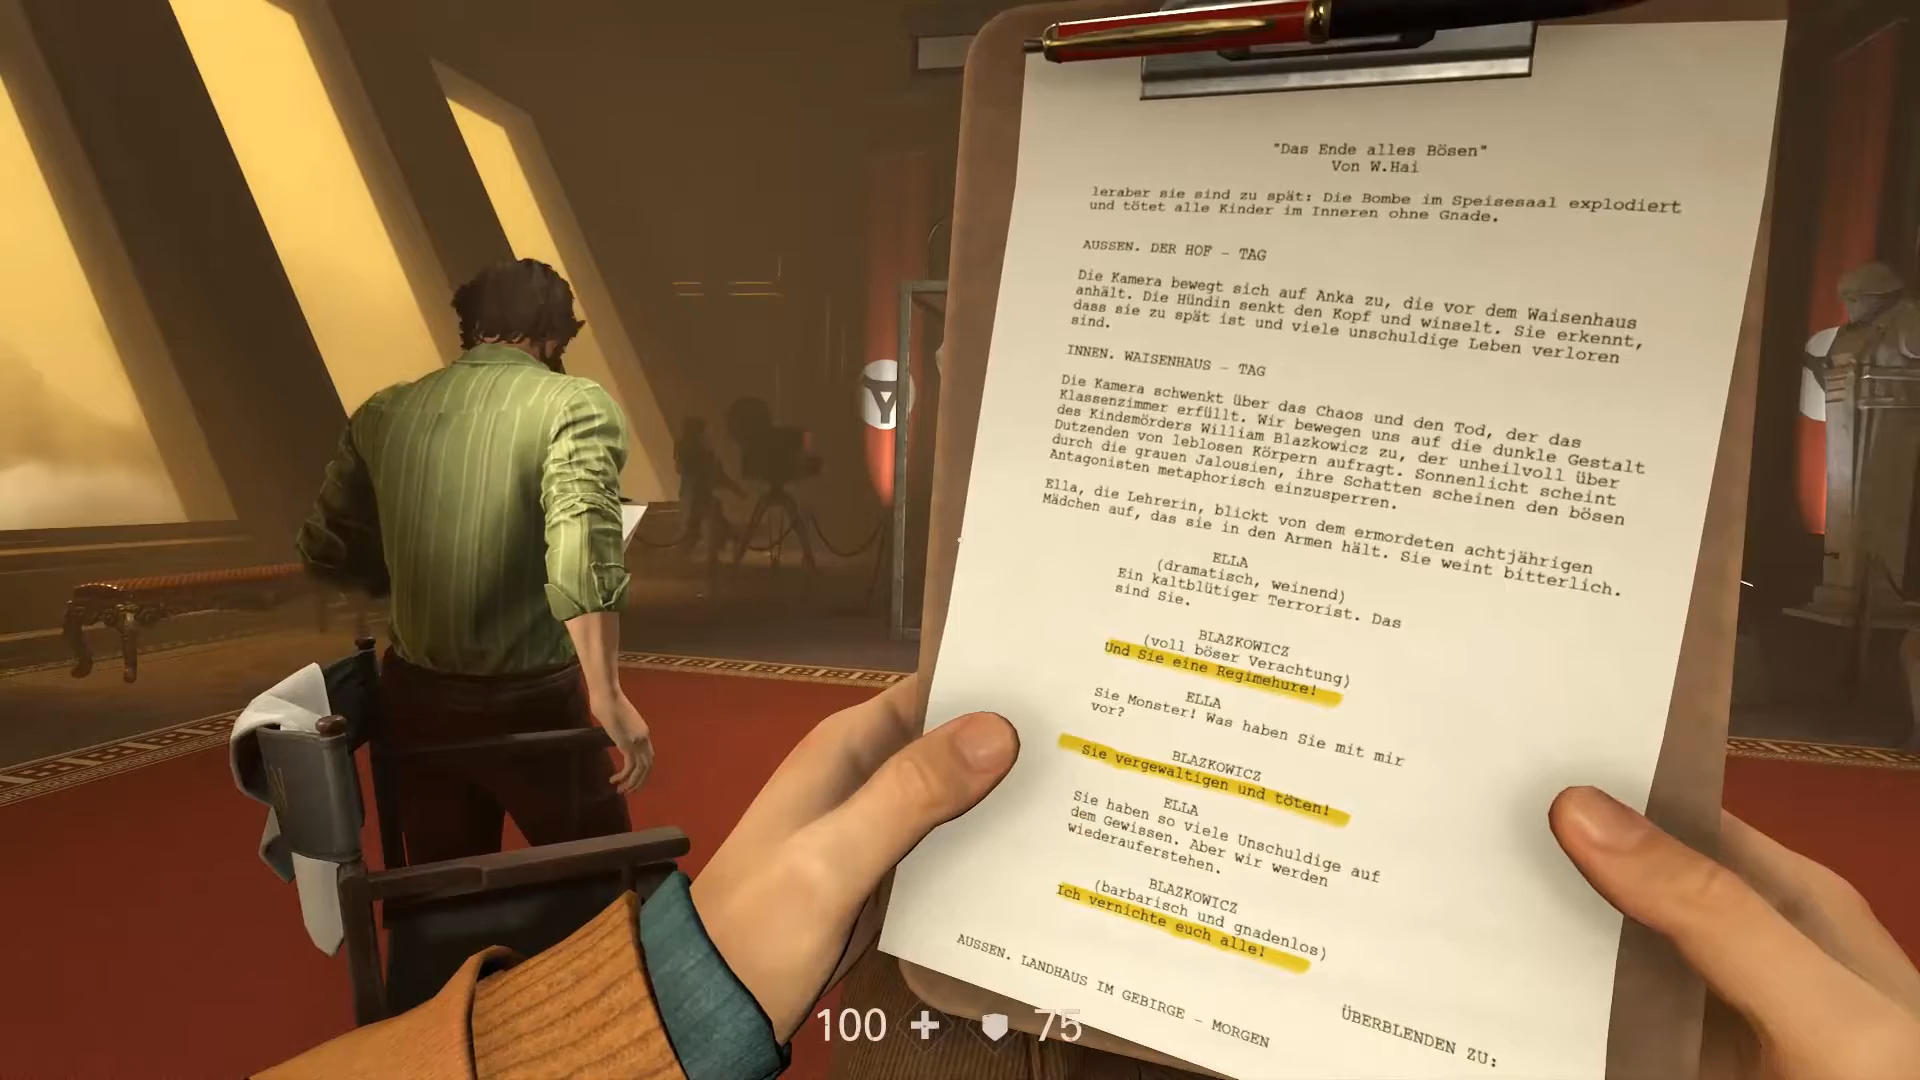 "Das Ende alles Bösen"
Von W.Hai
leraber sie sind zu spät: Die Bombe im Speisesaal explodiert
und tötet alle Kinder im Inneren ohne Gnade.
AUSSEN. DER HOF – TAG
Die Kamera bewegt sich auf Anka zu, die vor dem Waisenhaus
anhält. Die Hündin senkt den Kopf und winselt. Sie erkennt,
dass sie zu spät ist und viele unschuldige Leben verloren
sind.
INNEN. WAISENHAUS – TAG
Die Kamera schwenkt über das Chaos und den Tod, der das
Klassenzimmer erfüllt. Wir bewegen uns auf die dunkle Gestalt
des Kindsmörders William Blazkowicz zu, der unheilvoll über
Dutzenden von leblosen Körpern aufragt. Sonnenlicht scheint
durch die grauen Jalousien, ihre Schatten scheinen den bösen
Antagonisten metaphorisch einzusperren.
Ella, die Lehrerin, blickt von dem ermordeten achtjährigen
Mädchen auf, das sie in den Armen hält. Sie weint bitterlich.
ELLA
(dramatisch, weinend)
Ein kaltblütiger Terrorist. Das
sind Sie.
BLAZKOWICZ
(voll böser Verachtung)
Und Sie eine Regimehure!
ELLA
Sie Monster! Was haben Sie mit mir
vor?
BLAZKOWICZ
Sie vergewaltigen und töten!
ELLA
Sie haben so viele Unschuldige auf
dem Gewissen. Aber wir werden
wiederauferstehen.
BLAZKOWICZ
(barbarisch und gnadenlos)
Ich vernichte euch alle!
ÜBERBLENDEN ZU:
AUSSEN. LANDHAUS IM GEBIRGE – MORGEN
100 75